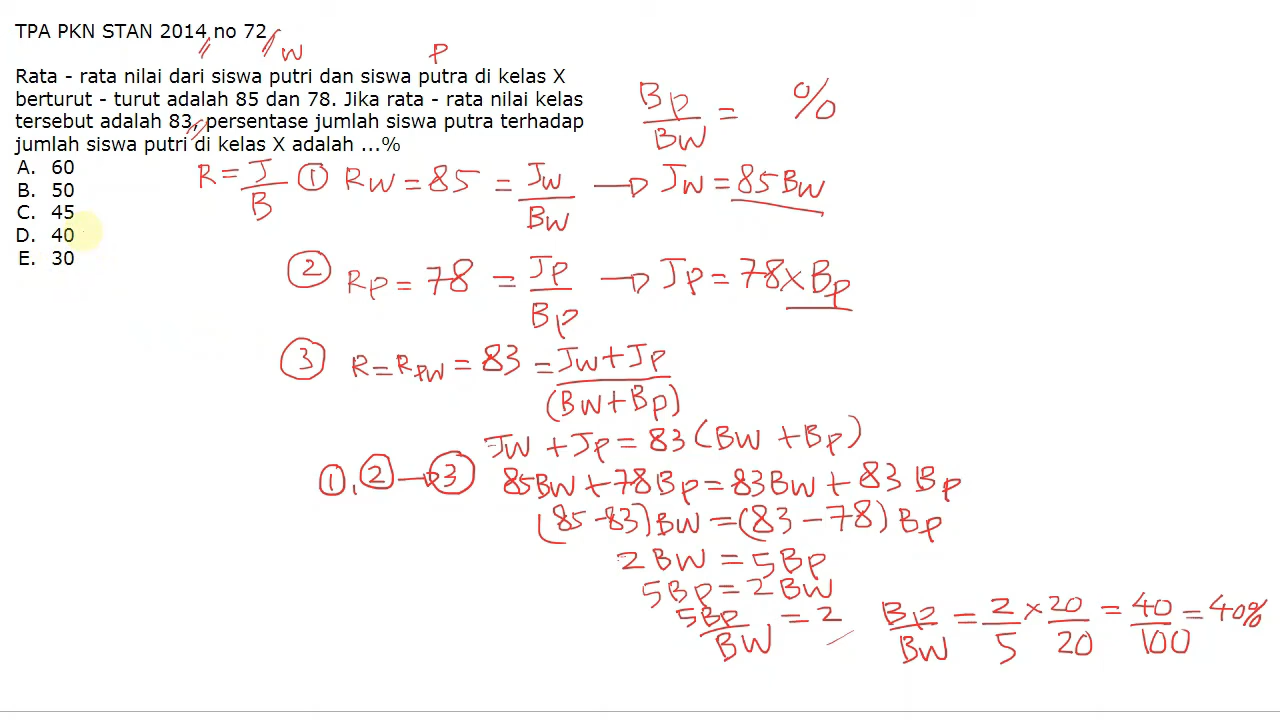 TPA PKN STAN 2014 no 72
W P
Rata - rata nilai dari siswa putri dan siswa putra di kelas X
berturut - turut adalah 85 dan 78. Jika rata - rata nilai kelas
tersebut adalah 83, persentase jumlah siswa putra terhadap
jumlah siswa putri di kelas X adalah ...%
A. 60
B. 50
C. 45
D. 40
E. 30
Bp/Bw = %
R = J/B ① Rw = 85 = Jw/Bw → Jw = 85Bw
② Rp = 78 = Jp/Bp → Jp = 78×Bp
③ R = Rpw = 83 = Jw+Jp/(Bw+Bp)
Jw + Jp = 83(Bw + Bp)
①, ② → ③ 85Bw + 78Bp = 83Bw + 83Bp
(85-83)Bw = (83-78)Bp
2Bw = 5Bp
5Bp = 2Bw
5Bp/Bw = 2 Bp/Bw = 2/5 × 20/20 = 40/100 = 40%